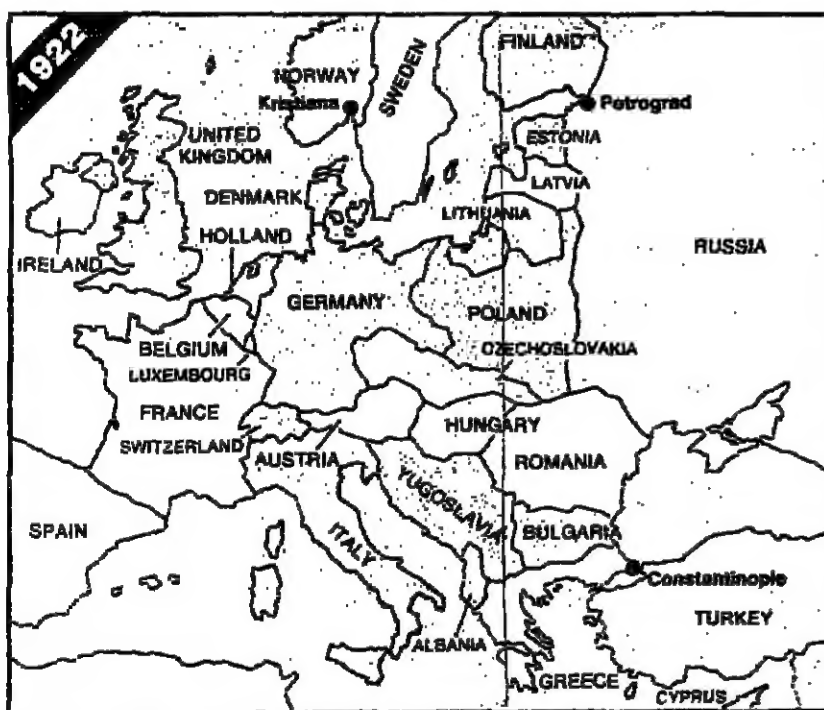 1922
FINLAND
NORWAY
SWEDEN
Kristiana
Petrograd
ESTONIA
UNITED
KINGDOM
LATVIA
DENMARK
LITHUANIA
HOLLAND
IRELAND
RUSSIA
GERMANY
POLAND
BELGIUM
CZECHOSLOVAKIA
LUXEMBOURG
FRANCE
HUNGARY
SWITZERLAND
AUSTRIA
ROMANIA
YUGOSLAVIA
SPAIN
BULGARIA
ITALY
Constantinople
TURKEY
ALBANIA
GREECE
CYPRUS